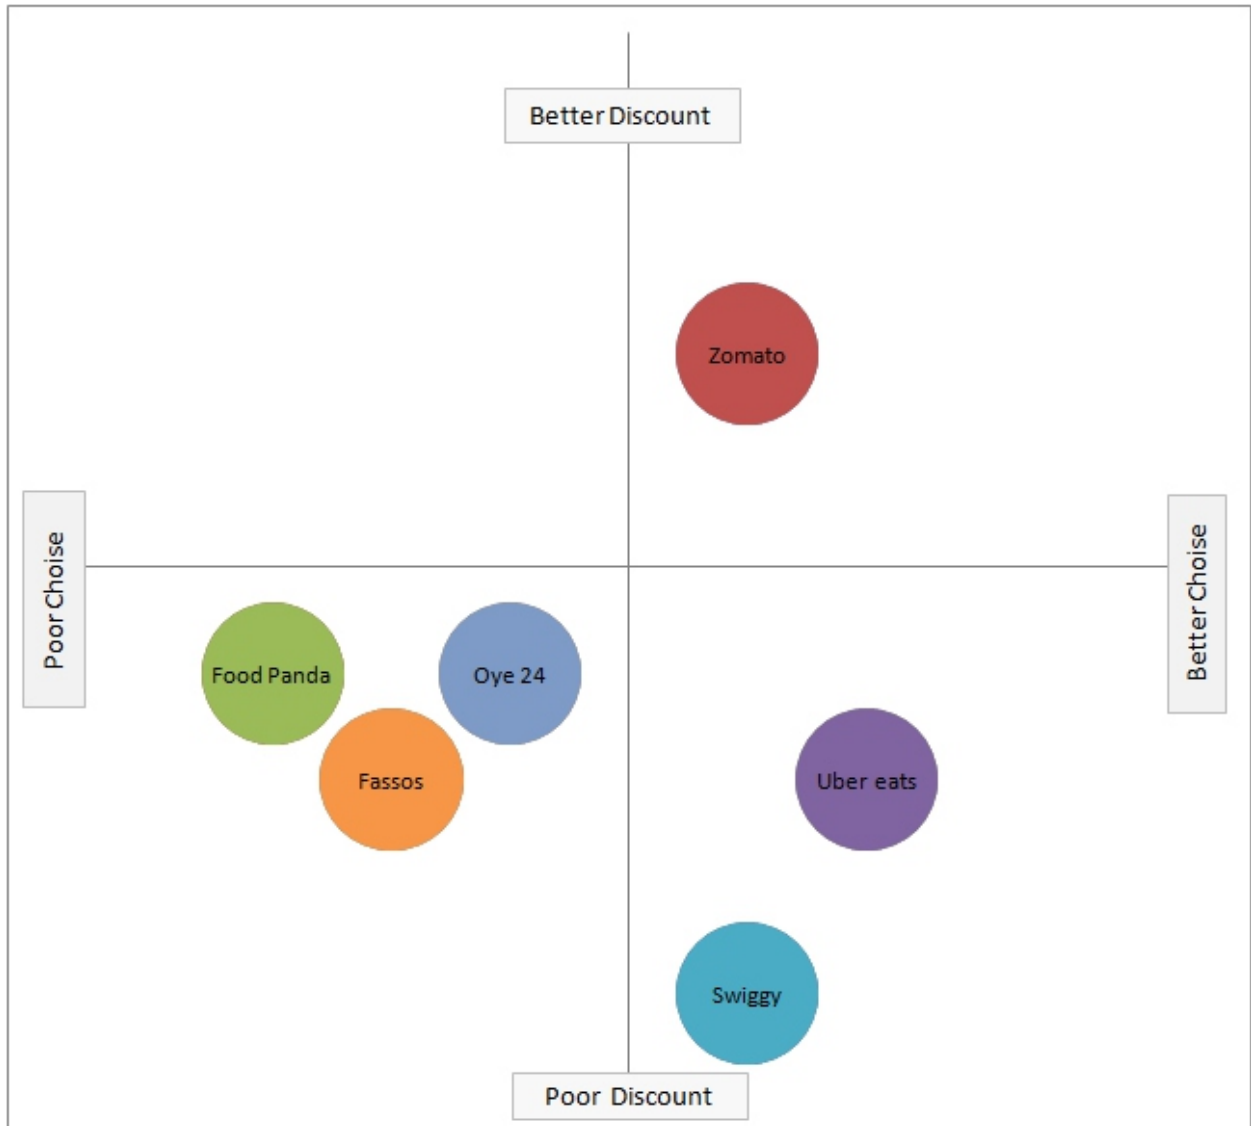 Better Discount
Zomato
Poor Choise
Better Choise
Food Panda
Oye 24
Fassos
Uber eats
Swiggy
Poor Discount